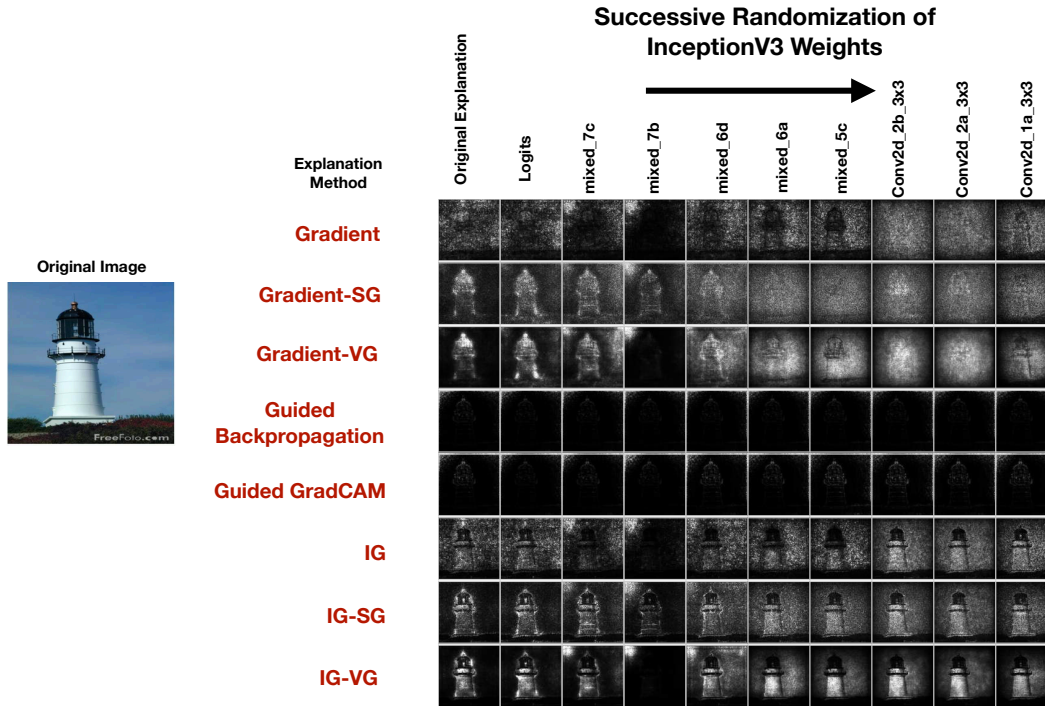 Successive Randomization of
InceptionV3 Weights
Explanation
Method
Original Explanation
Logits
mixed_7c
mixed_7b
mixed_6d
mixed_6a
mixed_5c
Conv2d_2b_3x3
Conv2d_2a_3x3
Conv2d_1a_3x3
Original Image
FreeFoto.com
Gradient
Gradient-SG
Gradient-VG
Guided
Backpropagation
Guided GradCAM
IG
IG-SG
IG-VG